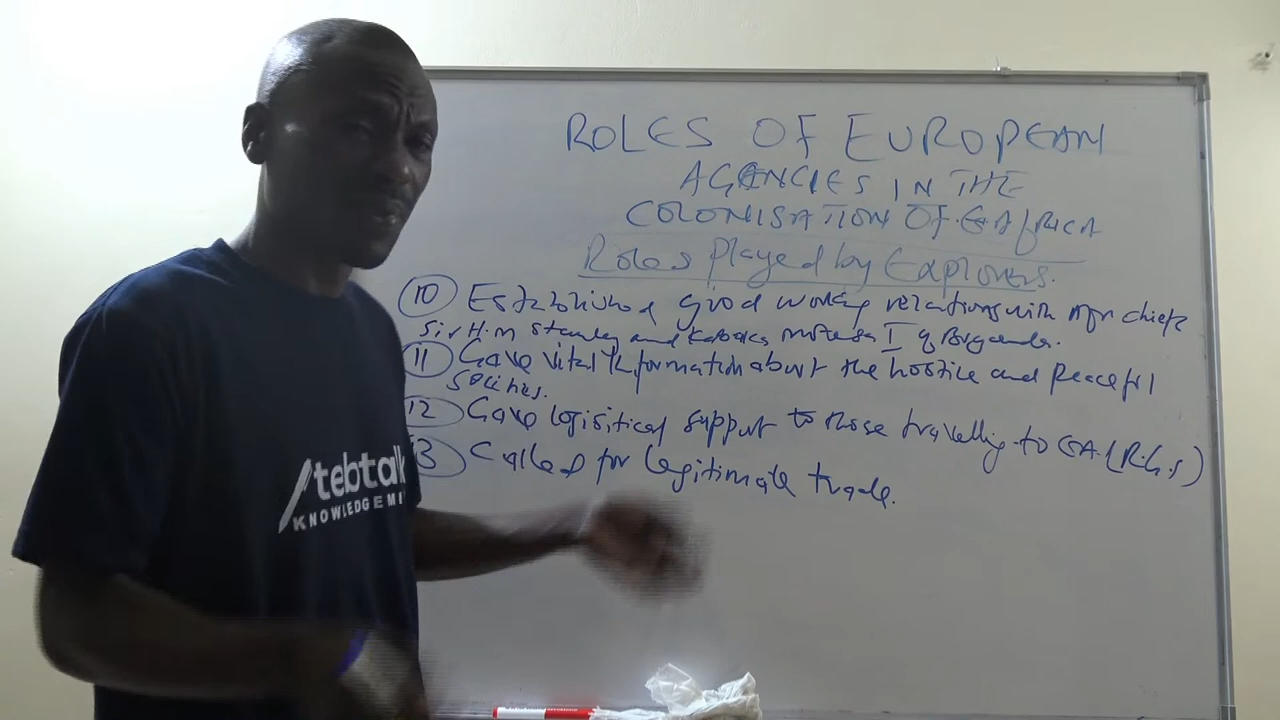 ROLES OF EUROPEAN
AGENCIES IN THE
COLONISATION OF E.AfRICA
Roles played by Explorers.
10 Established good working relations with afrn chiefs
Sir H.M Stanley and Kabaka Mutesa I of Buganda.
11 Gave vital Information about the hostile and peaceful
Societies.
12 Gave logisitical support to those travelling to E.A. (R.G.S)
13 Called for legitimate trade.
tebtalk
KNOWLEDGE